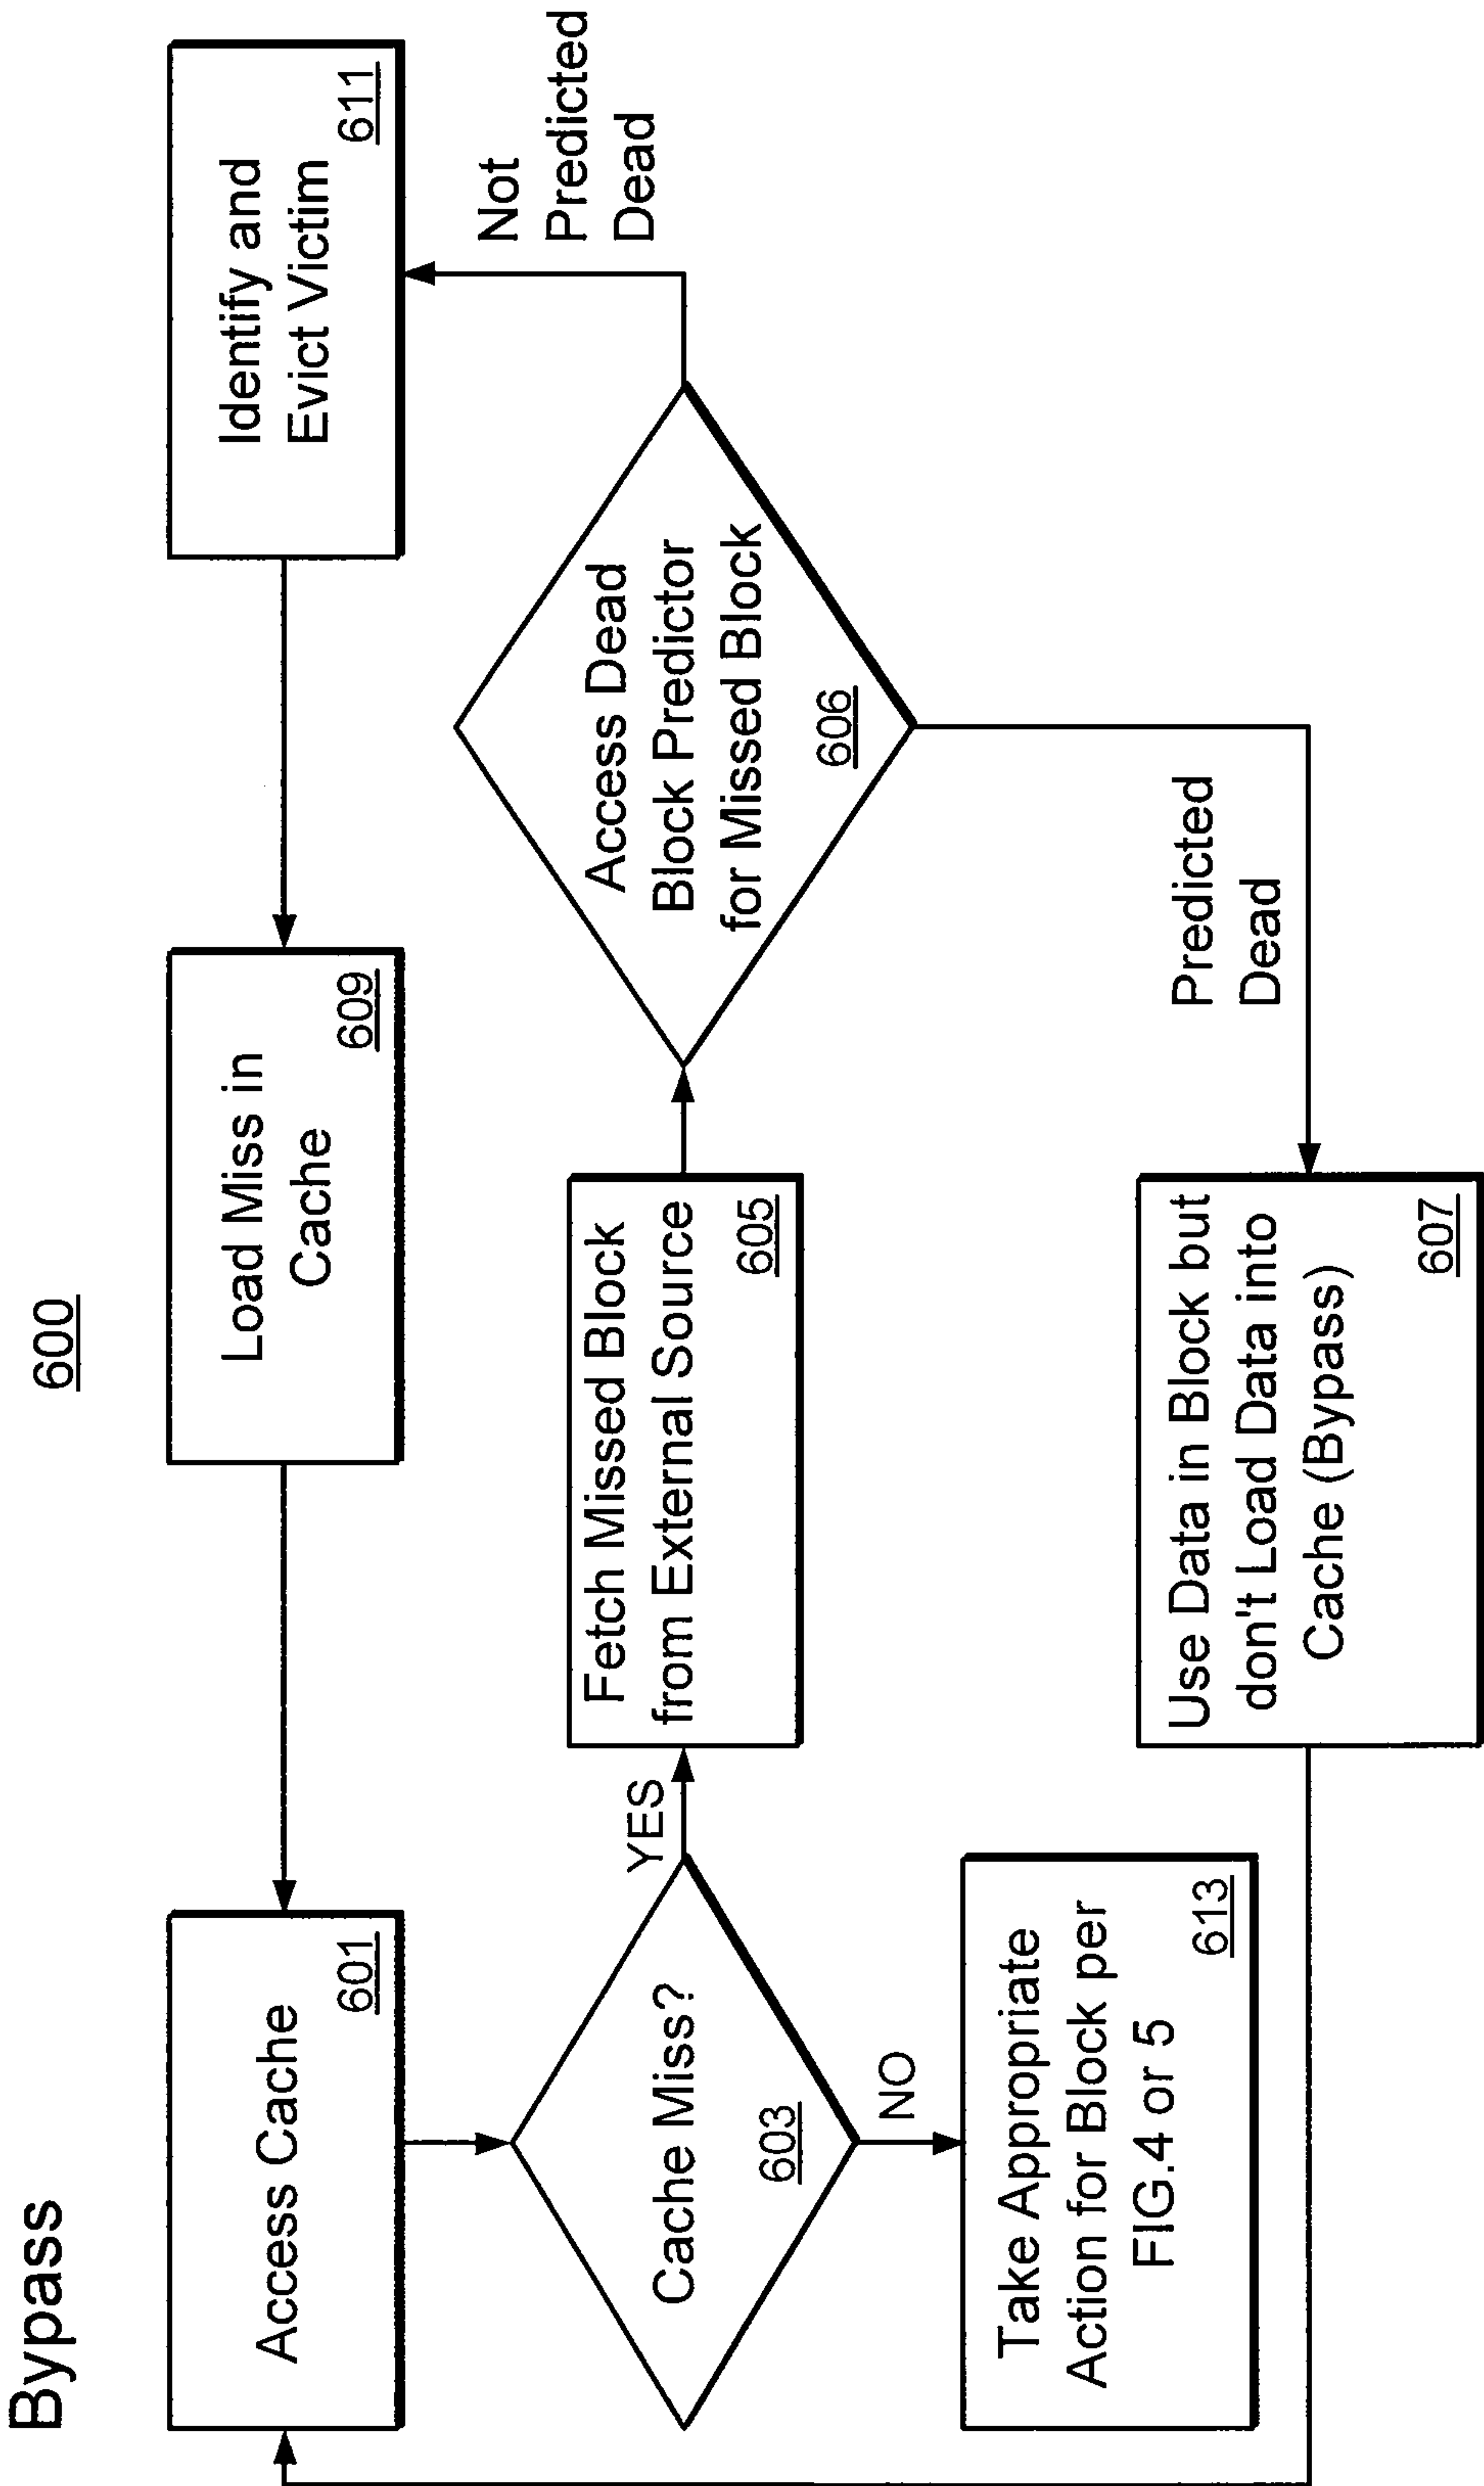 Bypass
600
Access Cache
601
Load Miss in
Cache
609
Identify and
Evict Victim
611
Cache Miss?
603
YES
NO
Fetch Missed Block
from External Source
605
Access Dead
Block Predictor
for Missed Block
606
Not
Predicted
Dead
Predicted
Dead
Take Appropriate
Action for Block per
FIG.4 or 5
613
Use Data in Block but
don't Load Data into
Cache (Bypass)
607